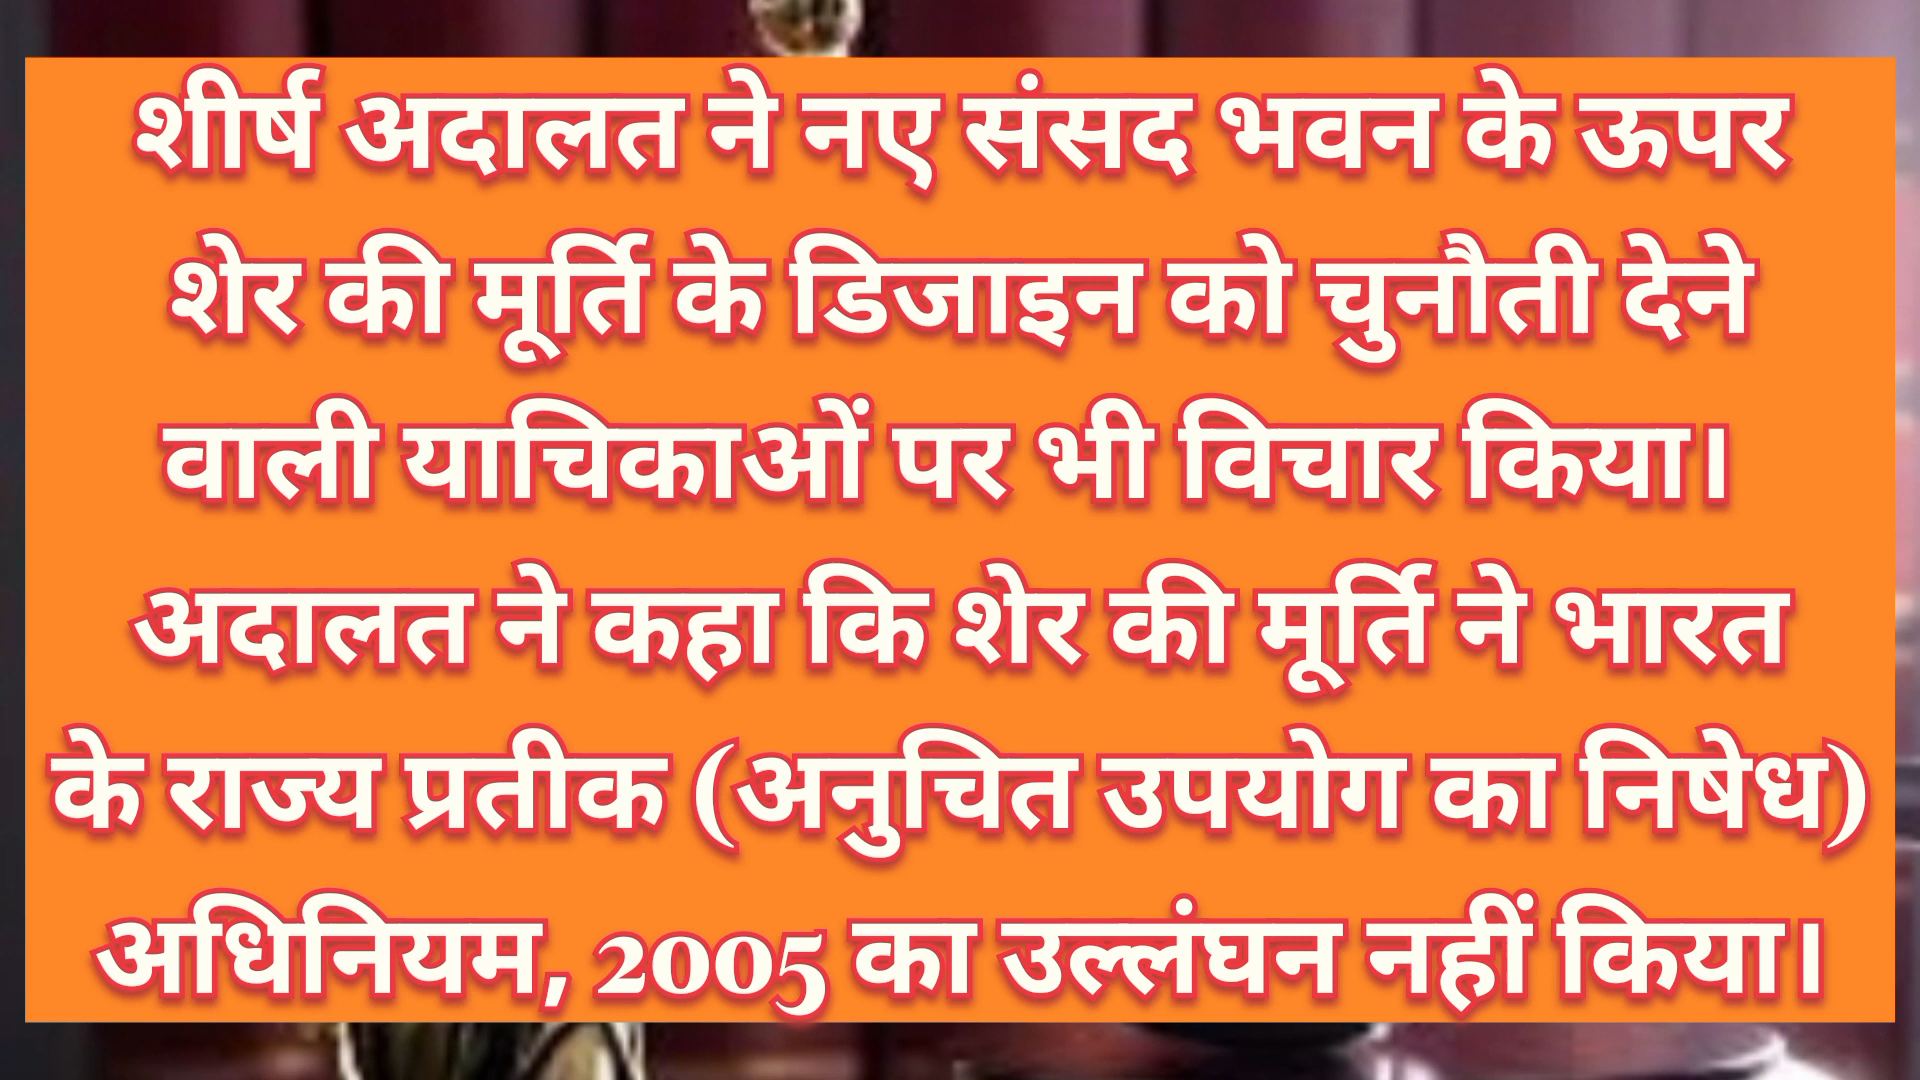 शीर्ष अदालत ने नए संसद भवन के ऊपर
शेर की मूर्ति के डिजाइन को चुनौती देने
वाली याचिकाओं पर भी विचार किया।
अदालत ने कहा कि शेर की मूर्ति ने भारत
के राज्य प्रतीक (अनुचित उपयोग का निषेध)
अधिनियम, 2005 का उल्लंघन नहीं किया।